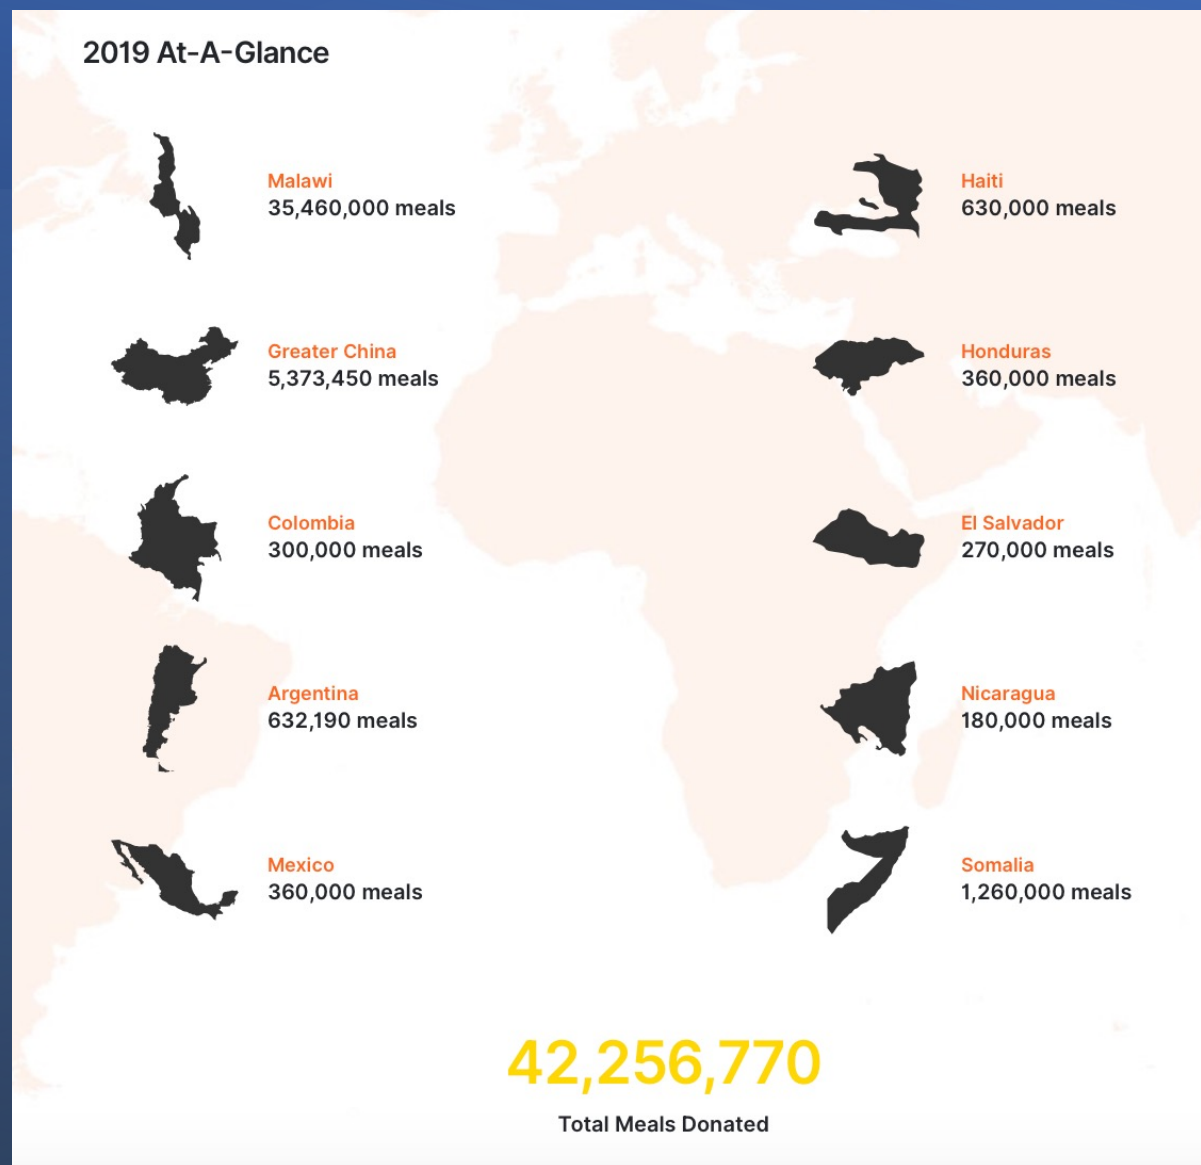 2019 At-A-Glance
Malawi
35,460,000 meals
Greater China
5,373,450 meals
Colombia
300,000 meals
Argentina
632,190 meals
Mexico
360,000 meals
Haiti
630,000 meals
Honduras
360,000 meals
El Salvador
270,000 meals
Nicaragua
180,000 meals
Somalia
1,260,000 meals
42,256,770
Total Meals Donated